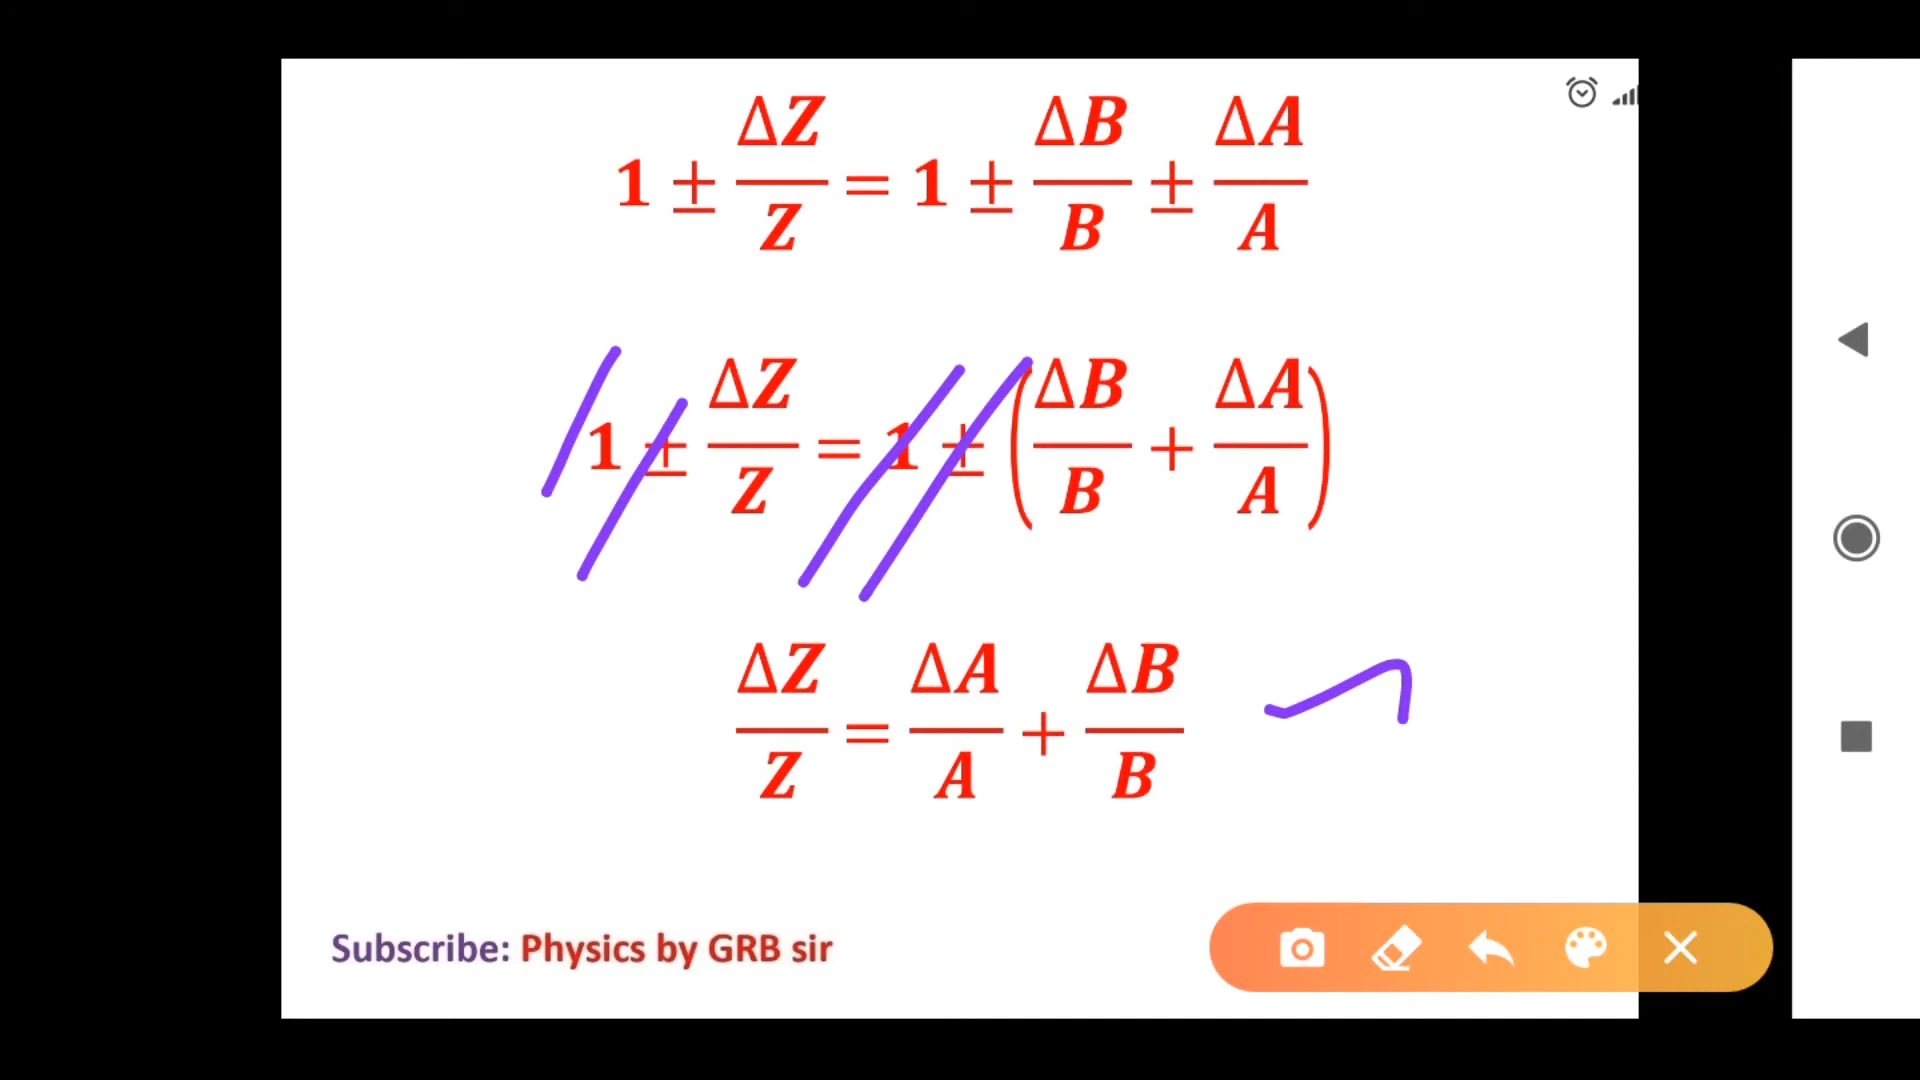 1 ± ΔZ/Z = 1 ± ΔB/B ± ΔA/A
1 ± ΔZ/Z = 1 ± (ΔB/B + ΔA/A)
ΔZ/Z = ΔA/A + ΔB/B
Subscribe: Physics by GRB sir